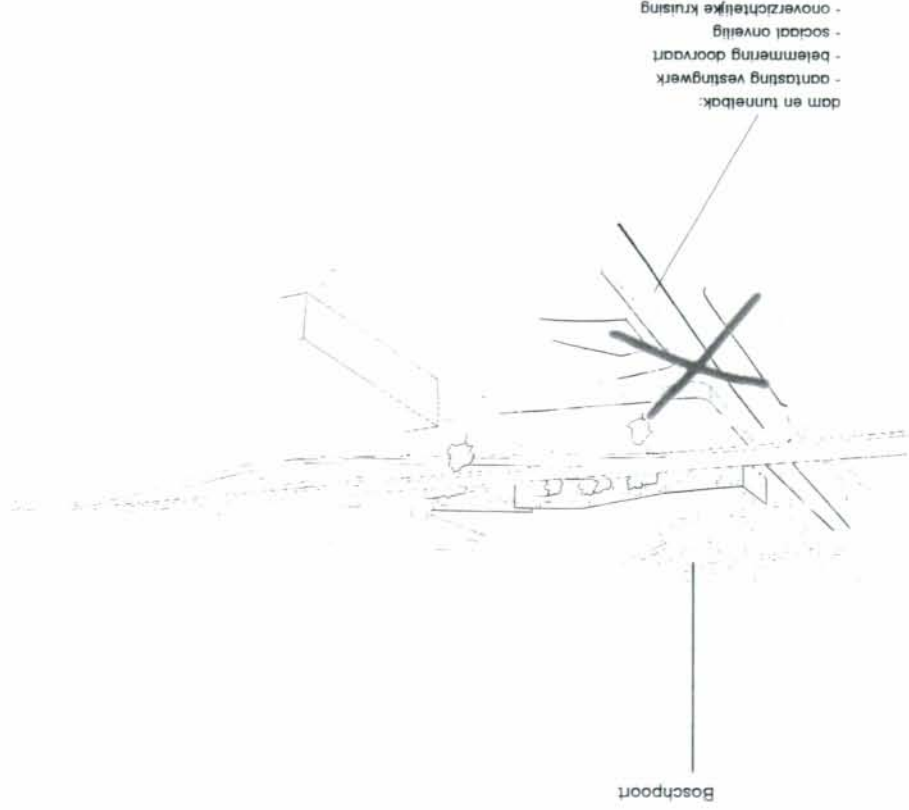 Boschpoort
dam en tunnelbak:
- aantasting vestingwerk
- belemmering doorvaart
- sociaal onveilig
- onoverzichtelijke kruising